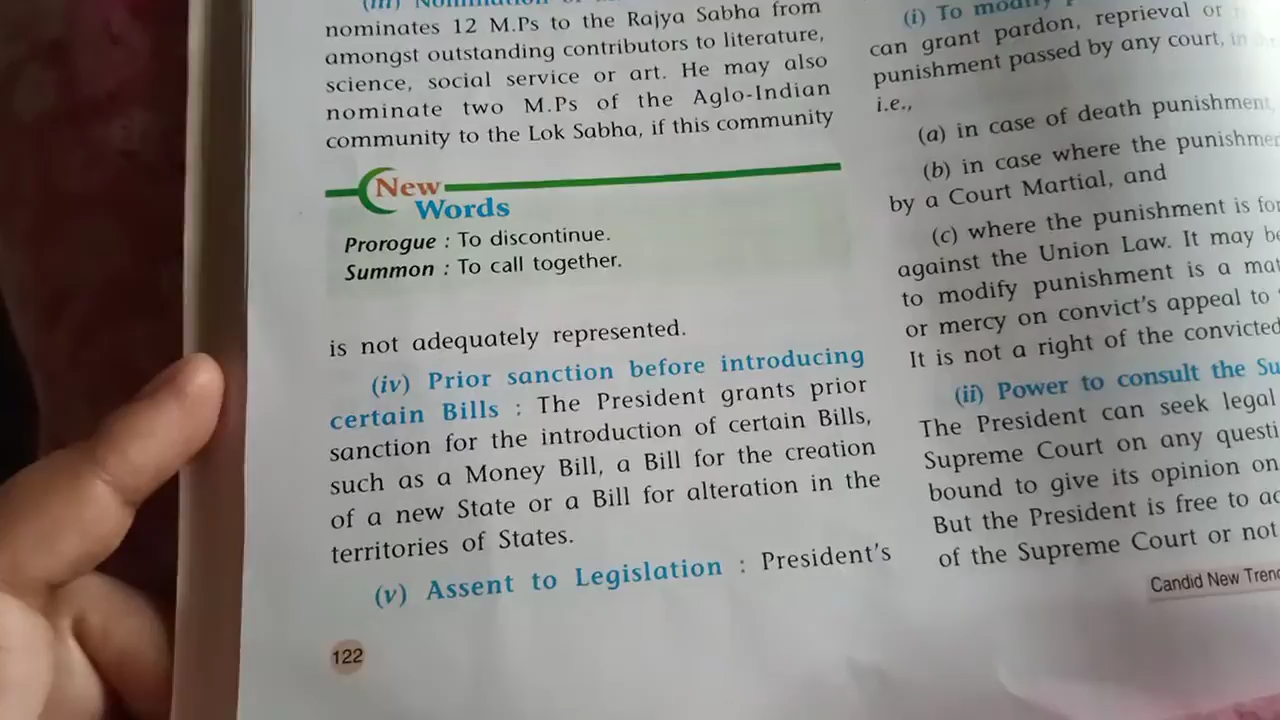 nominates 12 M.Ps to the Rajya Sabha from
amongst outstanding contributors to literature,
science, social service or art. He may also
nominate two M.Ps of the Aglo-Indian
community to the Lok Sabha, if this community
New
Words
Prorogue : To discontinue.
Summon : To call together.
is not adequately represented.
(iv) Prior sanction before introducing
certain Bills : The President grants prior
sanction for the introduction of certain Bills,
such as a Money Bill, a Bill for the creation
of a new State or a Bill for alteration in the
territories of States.
(v) Assent to Legislation : President's
122
(i) To modify
can grant pardon, reprieval or
punishment passed by any court, in
i.e.,
(a) in case of death punishment,
(b) in case where the
by a Court Martial, and
(c) where the punishment is
against the Union Law. It may
to modify punishment is a
or mercy on convict's appeal to
It is not a right of the convicted
(ii) Power to consult the
The President can seek legal
Supreme Court on any
bound to give its opinion on
But the President is free to
of the Supreme Court or not
Candid New